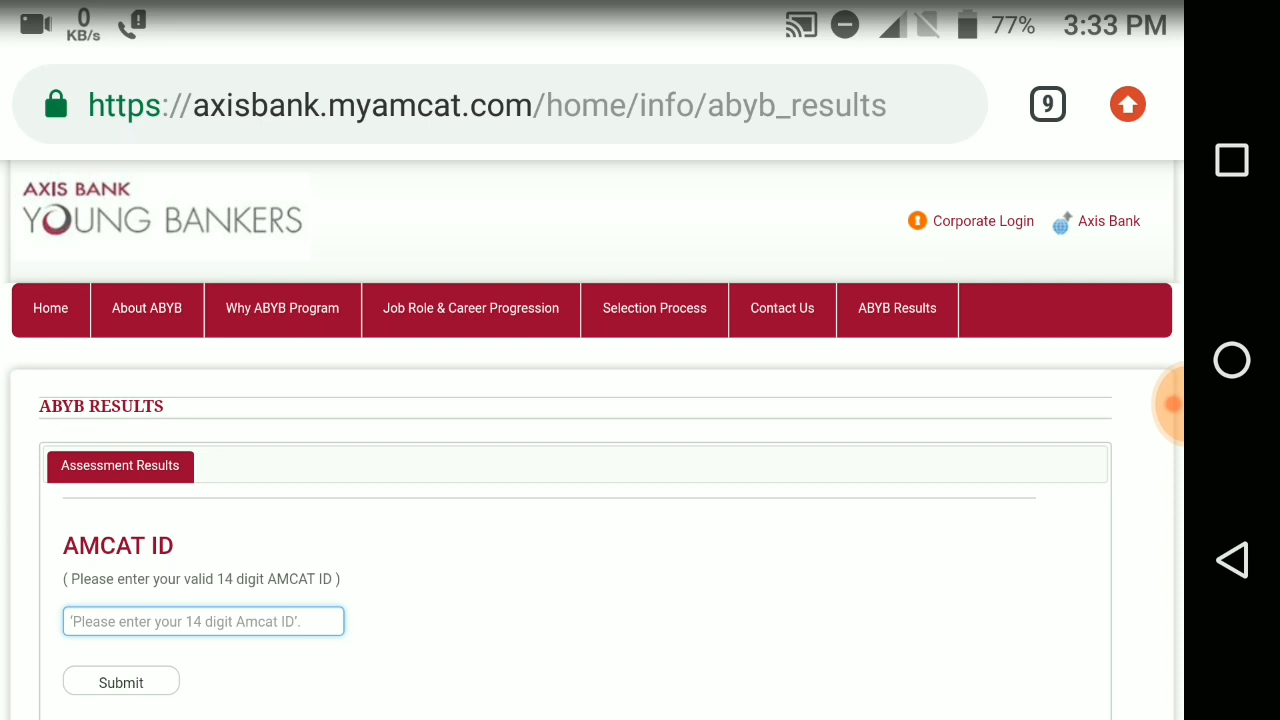 0 KB/s 77% 3:33 PM
https://axisbank.myamcat.com/home/info/abyb_results 9
AXIS BANK
YOUNG BANKERS
Corporate Login Axis Bank
Home About ABYB Why ABYB Program Job Role & Career Progression Selection Process Contact Us ABYB Results
ABYB RESULTS
Assessment Results
AMCAT ID
( Please enter your valid 14 digit AMCAT ID )
'Please enter your 14 digit Amcat ID'.
Submit